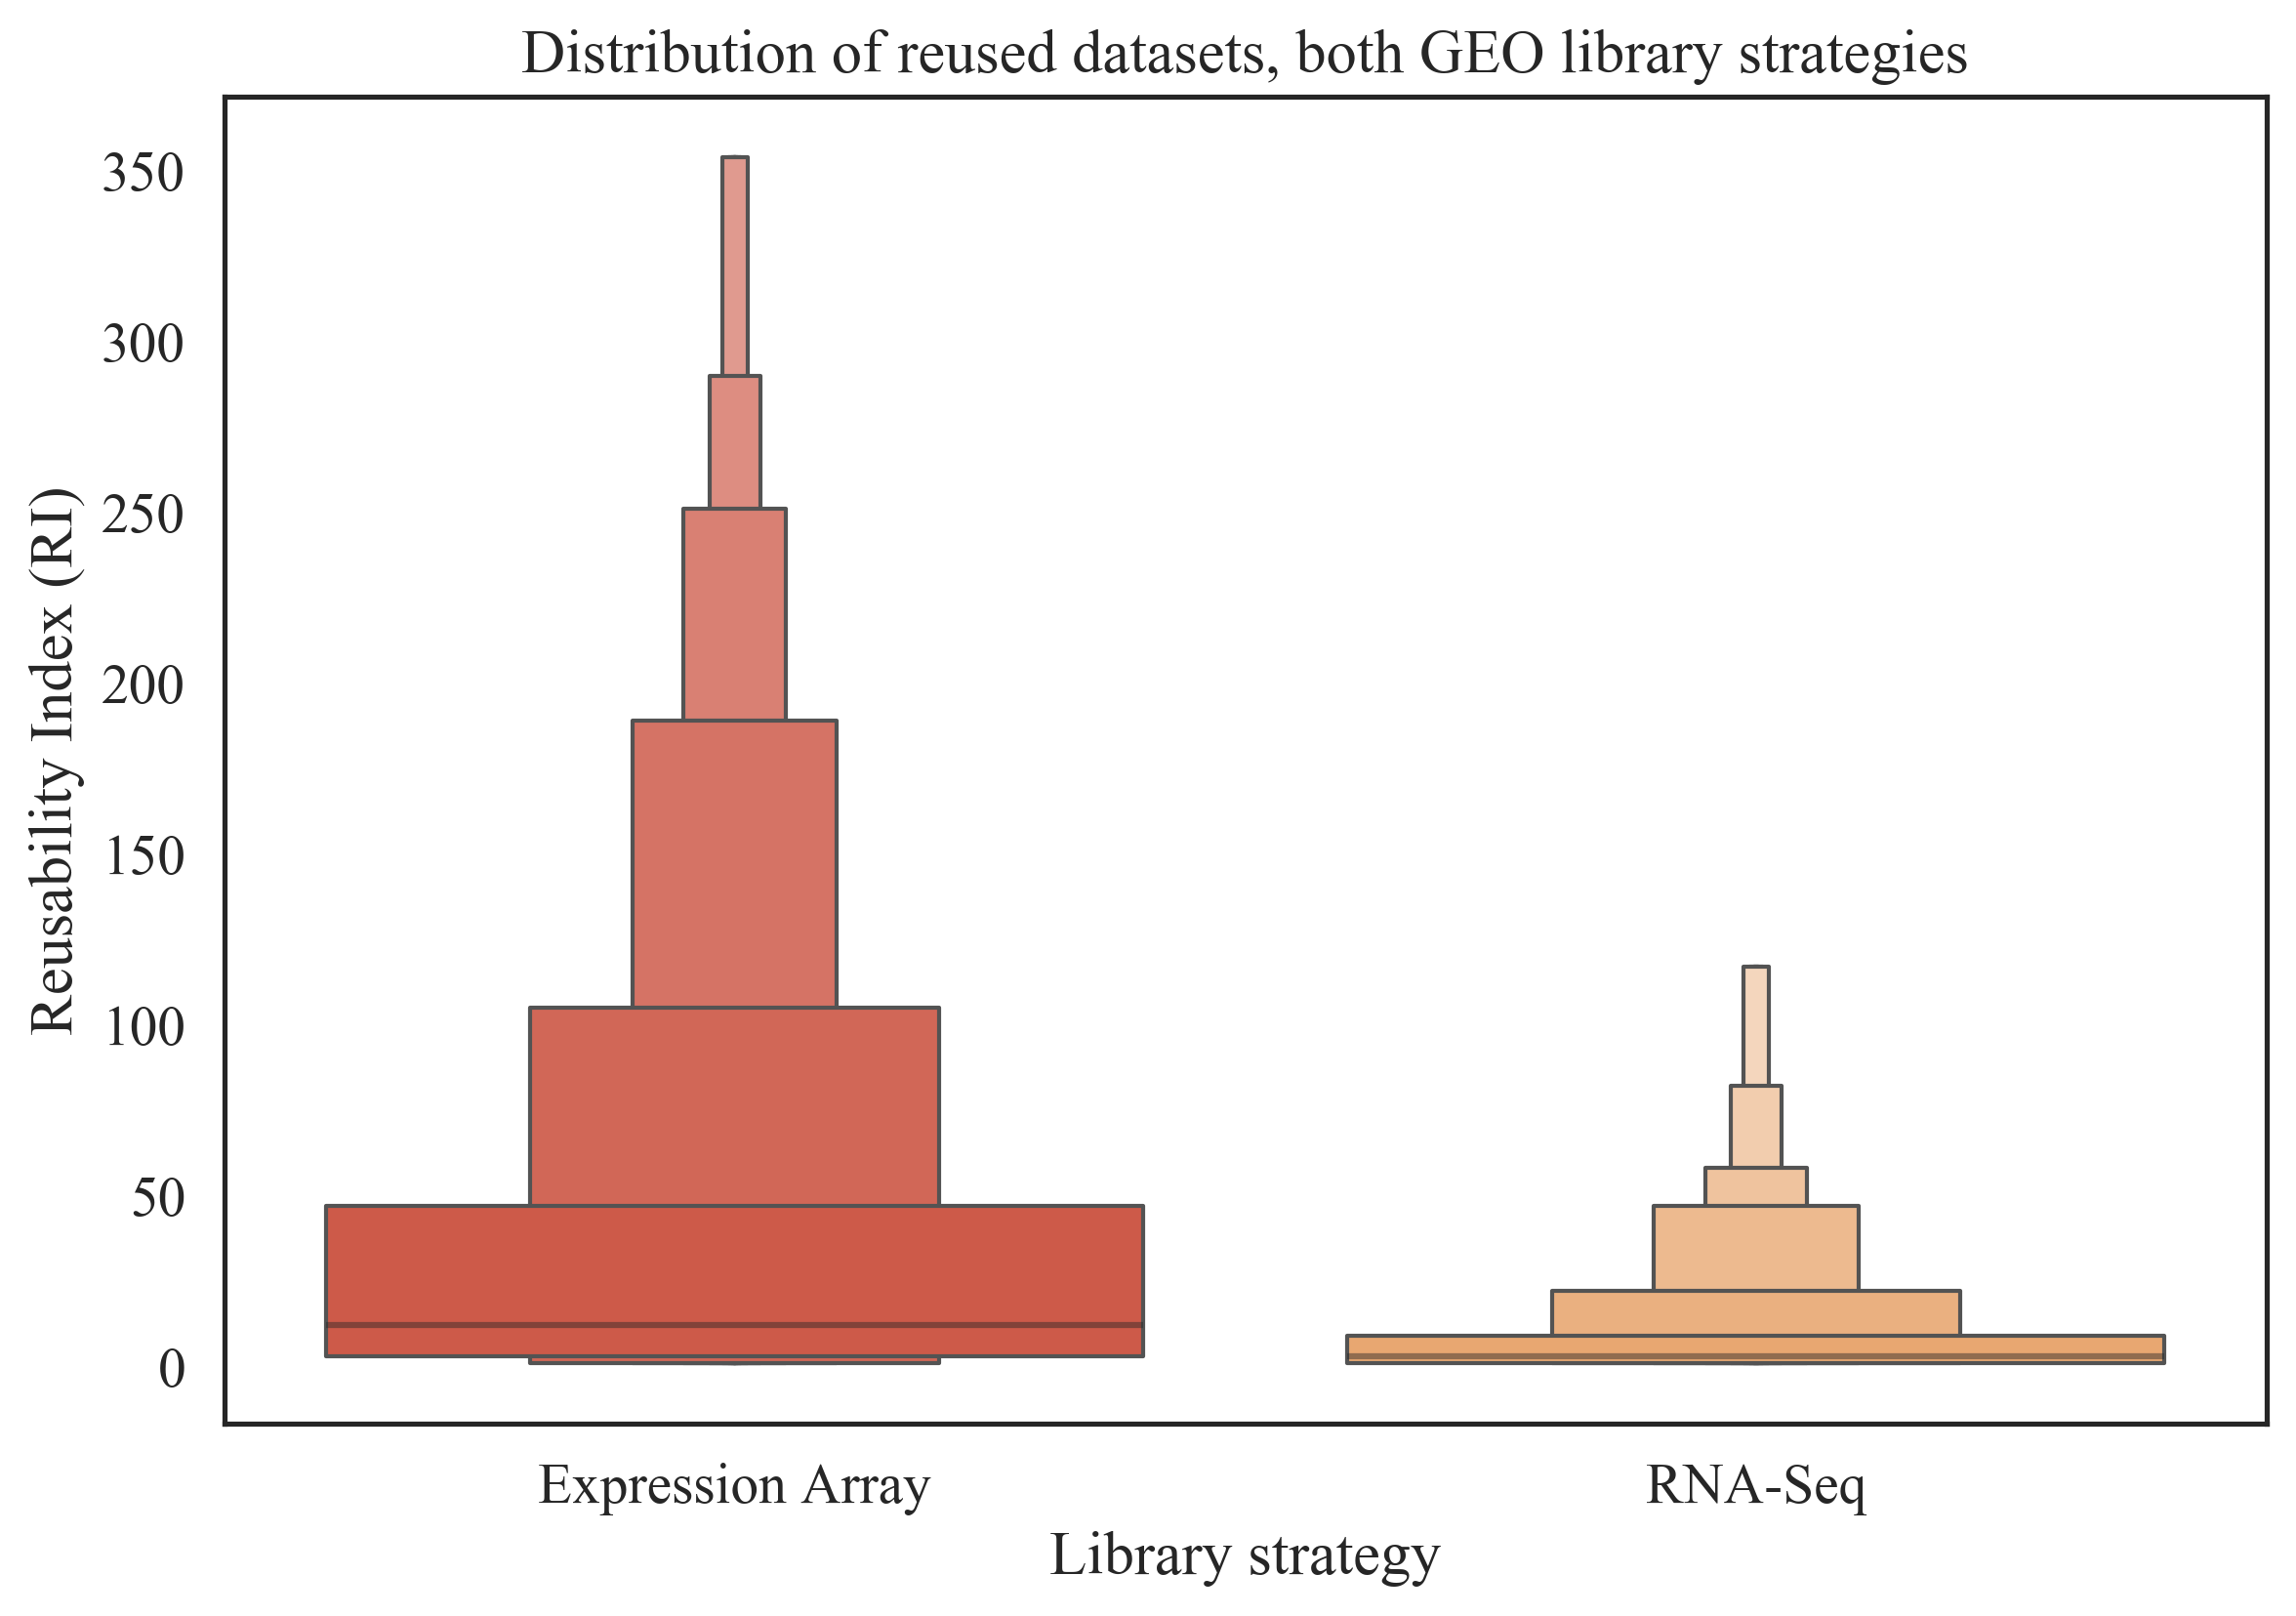 Distribution of reused datasets, both GEO library strategies
Reusability Index (RI)
350
300
250
200
150
100
50
0
Expression Array
RNA-Seq
Library strategy